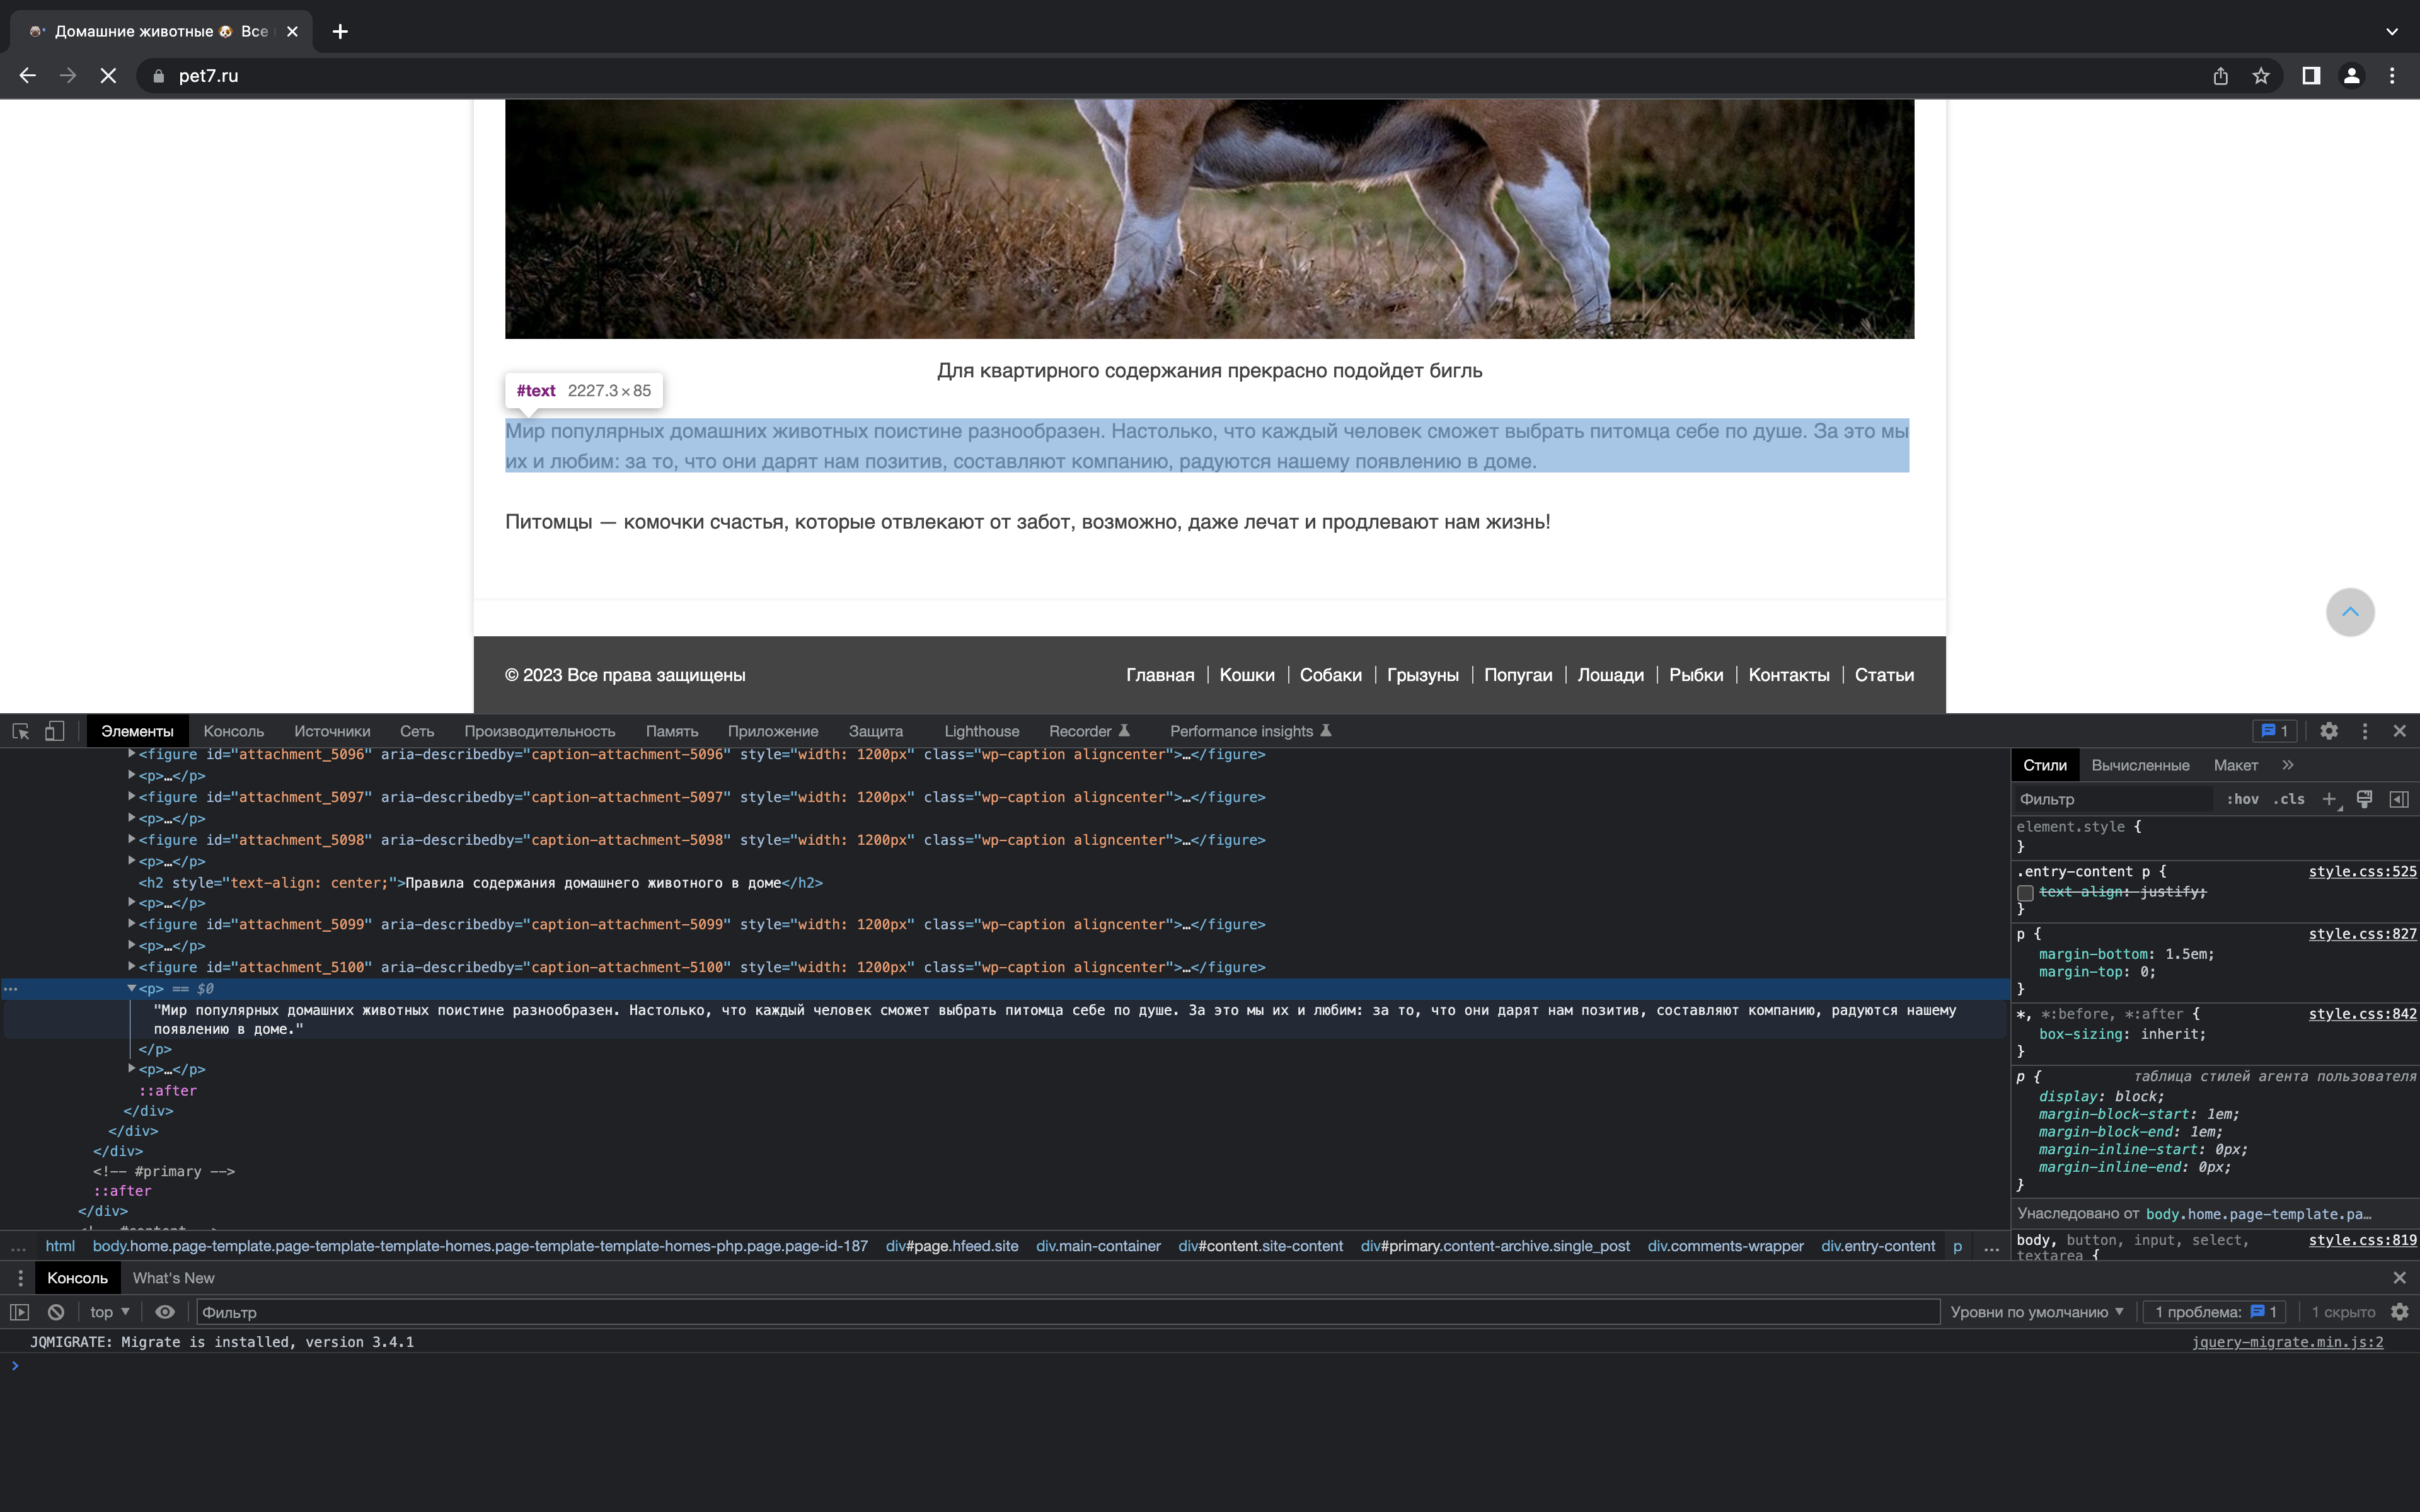 Домашние животные 🐶 Все
pet7.ru
Для квартирного содержания прекрасно подойдет бигль
#text 2227.3 × 85
Мир популярных домашних животных поистине разнообразен. Настолько, что каждый человек сможет выбрать питомца себе по душе. За это мы
их и любим: за то, что они дарят нам позитив, составляют компанию, радуются нашему появлению в доме.
Питомцы — комочки счастья, которые отвлекают от забот, возможно, даже лечат и продлевают нам жизнь!
© 2023 Все права защищены
Главная
Кошки
Собаки
Грызуны
Попугаи
Лошади
Рыбки
Контакты
Статьи
Элементы
Консоль
Источники
Сеть
Производительность
Память
Приложение
Защита
Lighthouse
Recorder
Performance insights
1
<figure id="attachment_5096" aria-describedby="caption-attachment-5096" style="width: 1200px" class="wp-caption aligncenter">…</figure>
<p>…</p>
<figure id="attachment_5097" aria-describedby="caption-attachment-5097" style="width: 1200px" class="wp-caption aligncenter">…</figure>
<p>…</p>
<figure id="attachment_5098" aria-describedby="caption-attachment-5098" style="width: 1200px" class="wp-caption aligncenter">…</figure>
<p>…</p>
<h2 style="text-align: center;">Правила содержания домашнего животного в доме</h2>
<p>…</p>
<figure id="attachment_5099" aria-describedby="caption-attachment-5099" style="width: 1200px" class="wp-caption aligncenter">…</figure>
<p>…</p>
<figure id="attachment_5100" aria-describedby="caption-attachment-5100" style="width: 1200px" class="wp-caption aligncenter">…</figure>
<p> == $0
"Мир популярных домашних животных поистине разнообразен. Настолько, что каждый человек сможет выбрать питомца себе по душе. За это мы их и любим: за то, что они дарят нам позитив, составляют компанию, радуются нашему
появлению в доме."
</p>
<p>…</p>
::after
</div>
</div>
</div>
<!-- #primary -->
::after
</div>
Стили
Вычисленные
Макет
Фильтр
:hov
.cls
element.style {
}
.entry-content p { style.css:525
text-align: justify;
}
p { style.css:827
margin-bottom: 1.5em;
margin-top: 0;
}
*, *:before, *:after { style.css:842
box-sizing: inherit;
}
p { таблица стилей агента пользователя
display: block;
margin-block-start: 1em;
margin-block-end: 1em;
margin-inline-start: 0px;
margin-inline-end: 0px;
}
Унаследовано от body.home.page-template.pa…
body, button, input, select, style.css:819
textarea {
… html body.home.page-template.page-template-template-homes.page-template-template-homes-php.page.page-id-187 div#page.hfeed.site div.main-container div#content.site-content div#primary.content-archive.single_post div.comments-wrapper div.entry-content p …
Консоль
What's New
top
Фильтр
Уровни по умолчанию
1 проблема: 1
1 скрыто
JQMIGRATE: Migrate is installed, version 3.4.1
jquery-migrate.min.js:2